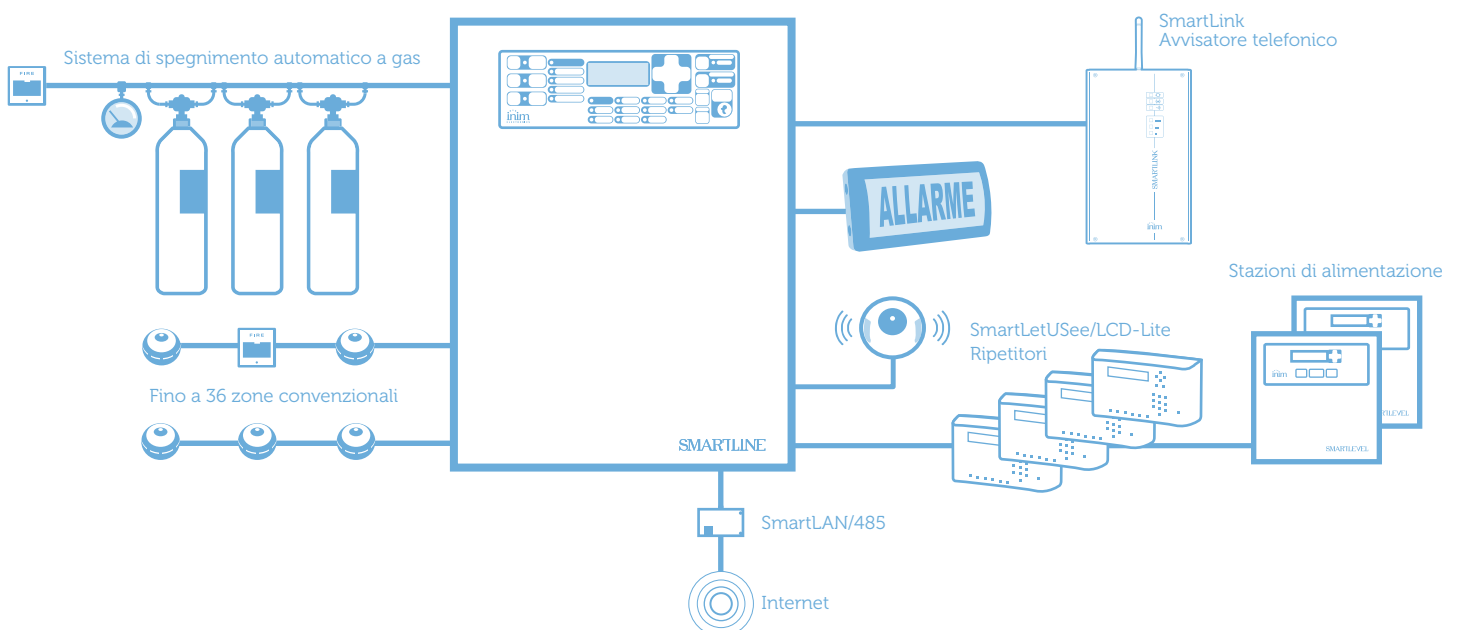 SmartLink
Avvisatore telefonico
Sistema di spegnimento automatico a gas
FIRE
inim
SMARTLINK
ALLARME
inim
Stazioni di alimentazione
SmartLetUSee/LCD-Lite
Ripetitori
FIRE
inim
Fino a 36 zone convenzionali
SMARTLINE
SMARTLEVEL
SmartLAN/485
Internet